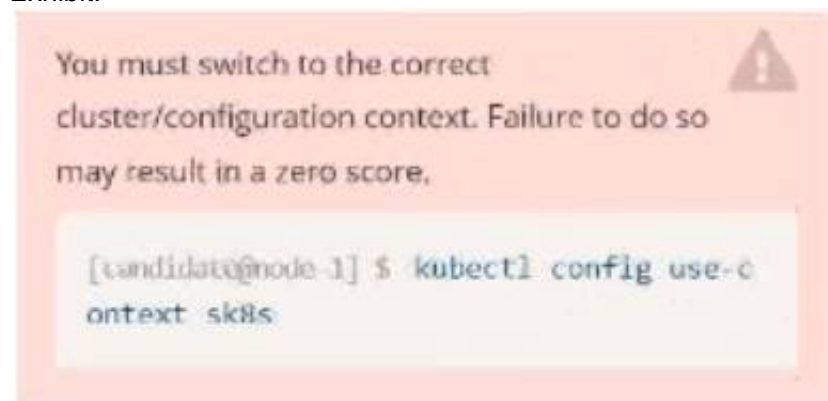 You must switch to the correct
cluster/configuration context. Failure to do so
may result in a zero score.
[candidate@node-1] $ kubectl config use-c
ontext sk8s